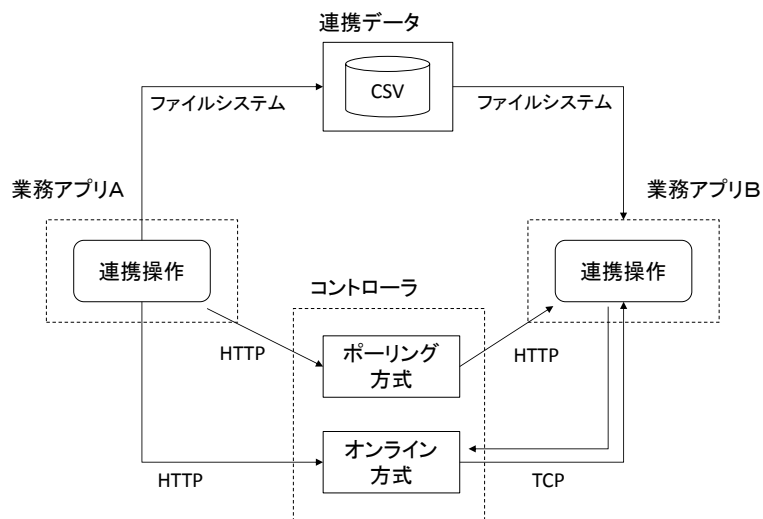 連携データ
CSV
ファイルシステム
ファイルシステム
業務アプリA
業務アプリB
連携操作
連携操作
コントローラ
HTTP
ポーリング
方式
HTTP
オンライン
方式
HTTP
TCP